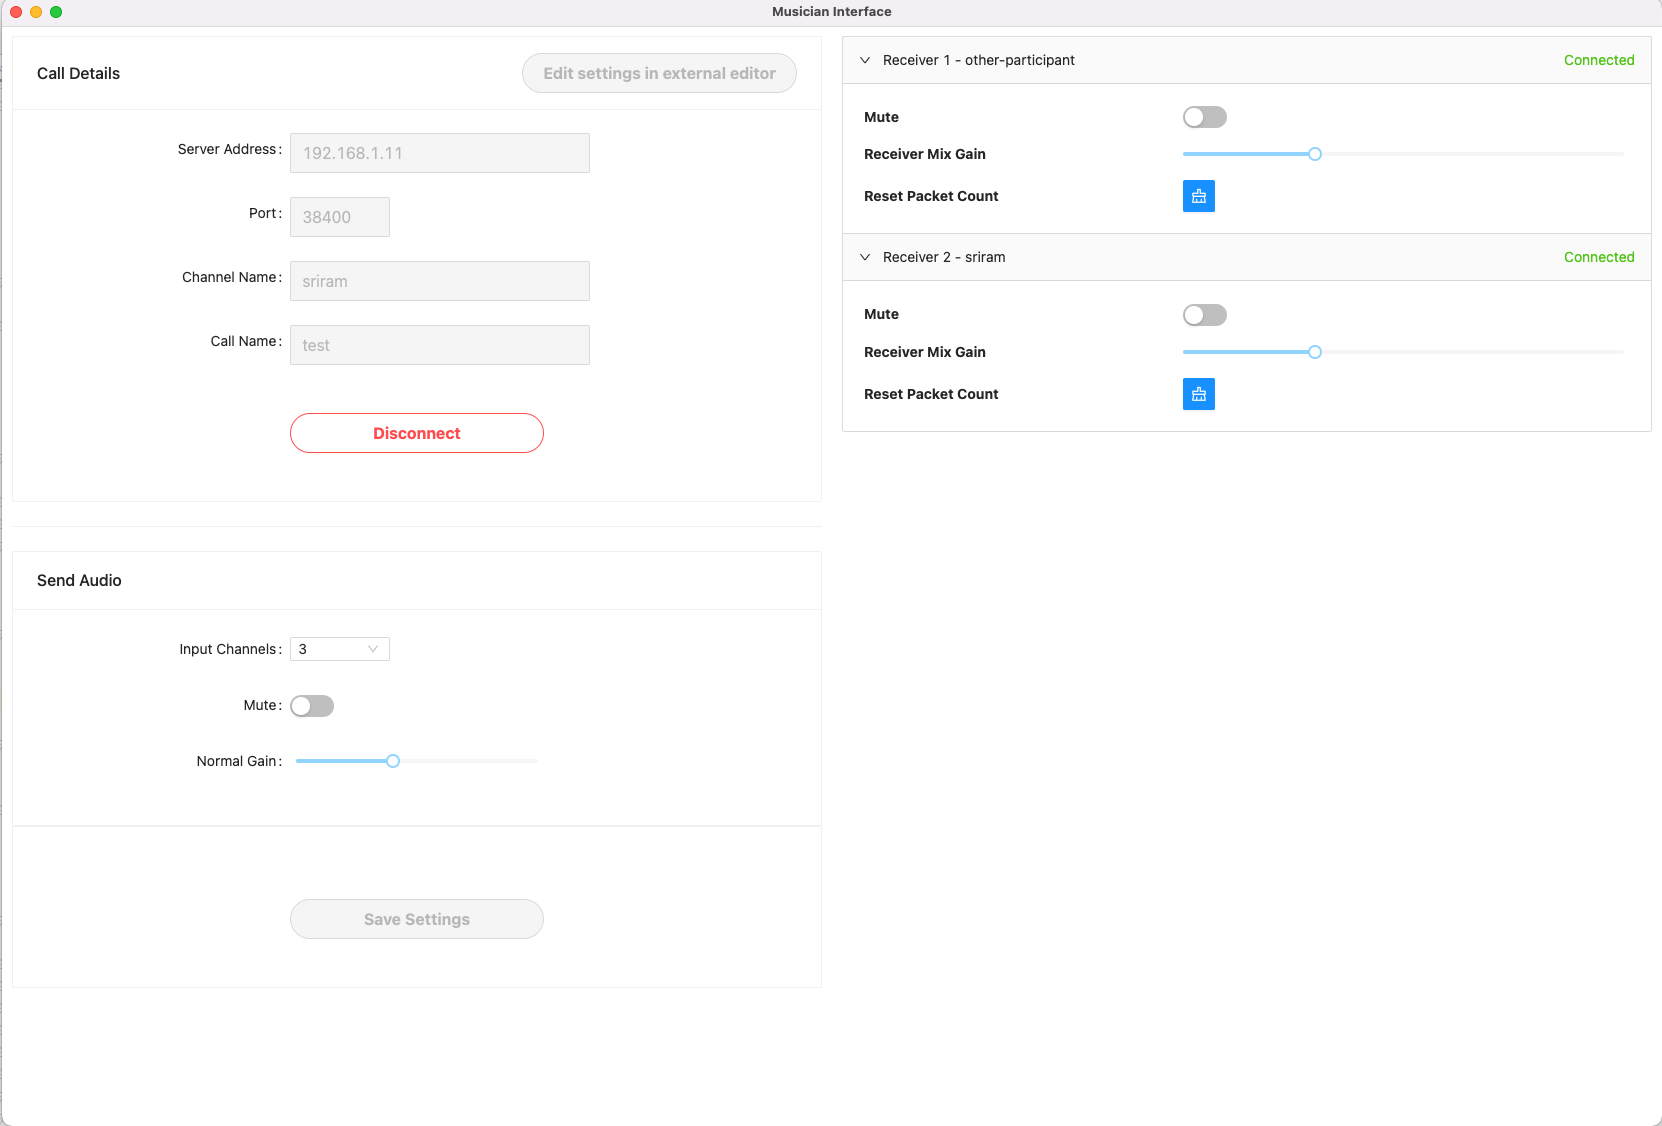 Musician Interface
Call Details
Edit settings in external editor
Server Address:
192.168.1.11
Port:
38400
Channel Name:
sriram
Call Name:
test
Disconnect
Send Audio
Input Channels:
3
Mute:
Normal Gain:
Save Settings
Receiver 1 - other-participant
Connected
Mute
Receiver Mix Gain
Reset Packet Count
Receiver 2 - sriram
Connected
Mute
Receiver Mix Gain
Reset Packet Count